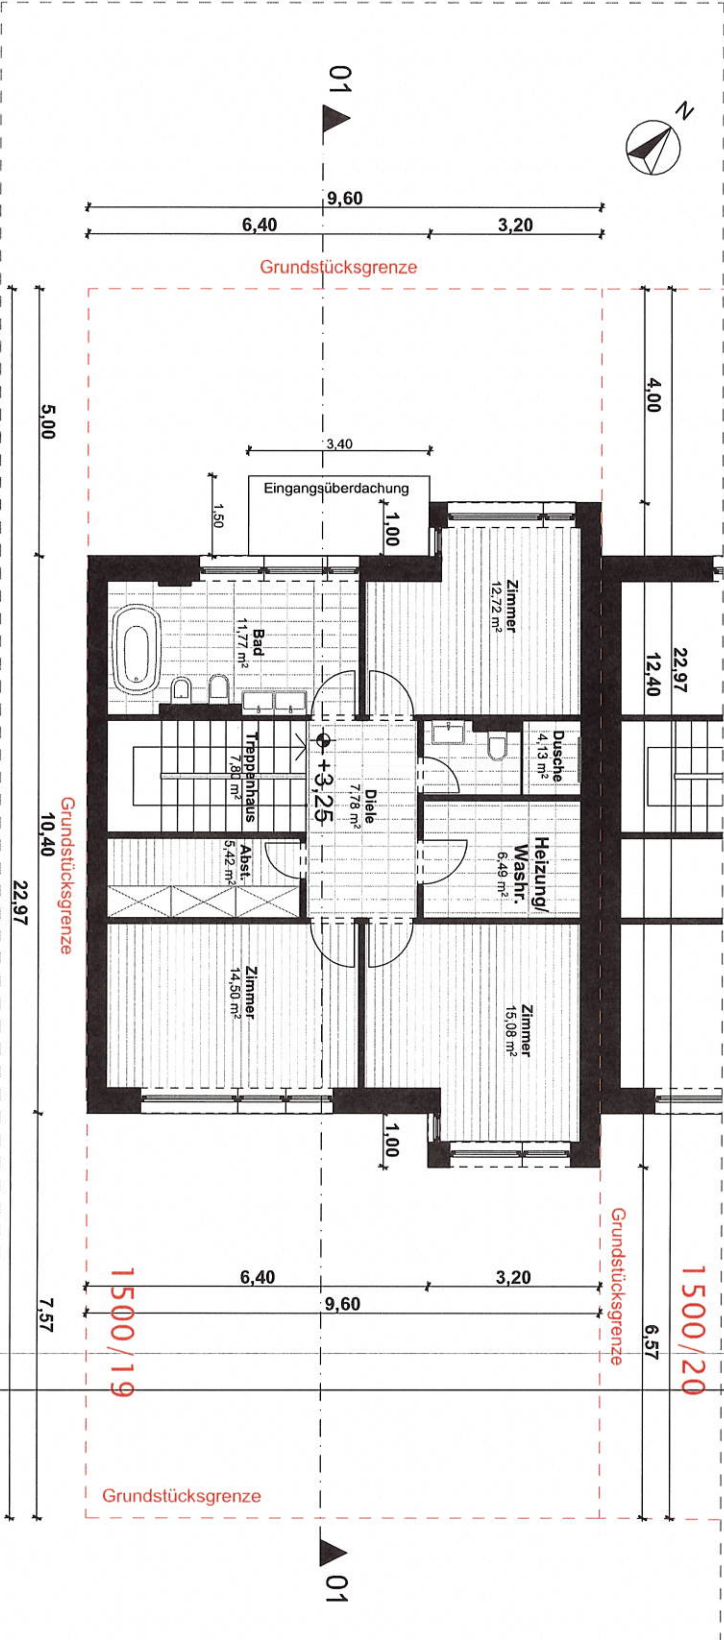 N
01
9,60
6,40
3,20
Grundstücksgrenze
5,00
4,00
22,97
12,40
3,40
Eingangsüberdachung
1,50
1,00
Zimmer
12,72 m²
Bad
11,77 m²
Dusche
4,13 m²
Treppenhaus
7,80 m²
+3,25
Diele
7,78 m²
Heizung/
Washr.
6,49 m²
Abst.
5,42 m²
Grundstücksgrenze
10,40
22,97
Zimmer
14,50 m²
Zimmer
15,08 m²
1,00
Grundstücksgrenze
6,40
3,20
9,60
1500/19
1500/20
7,57
6,57
Grundstücksgrenze
01